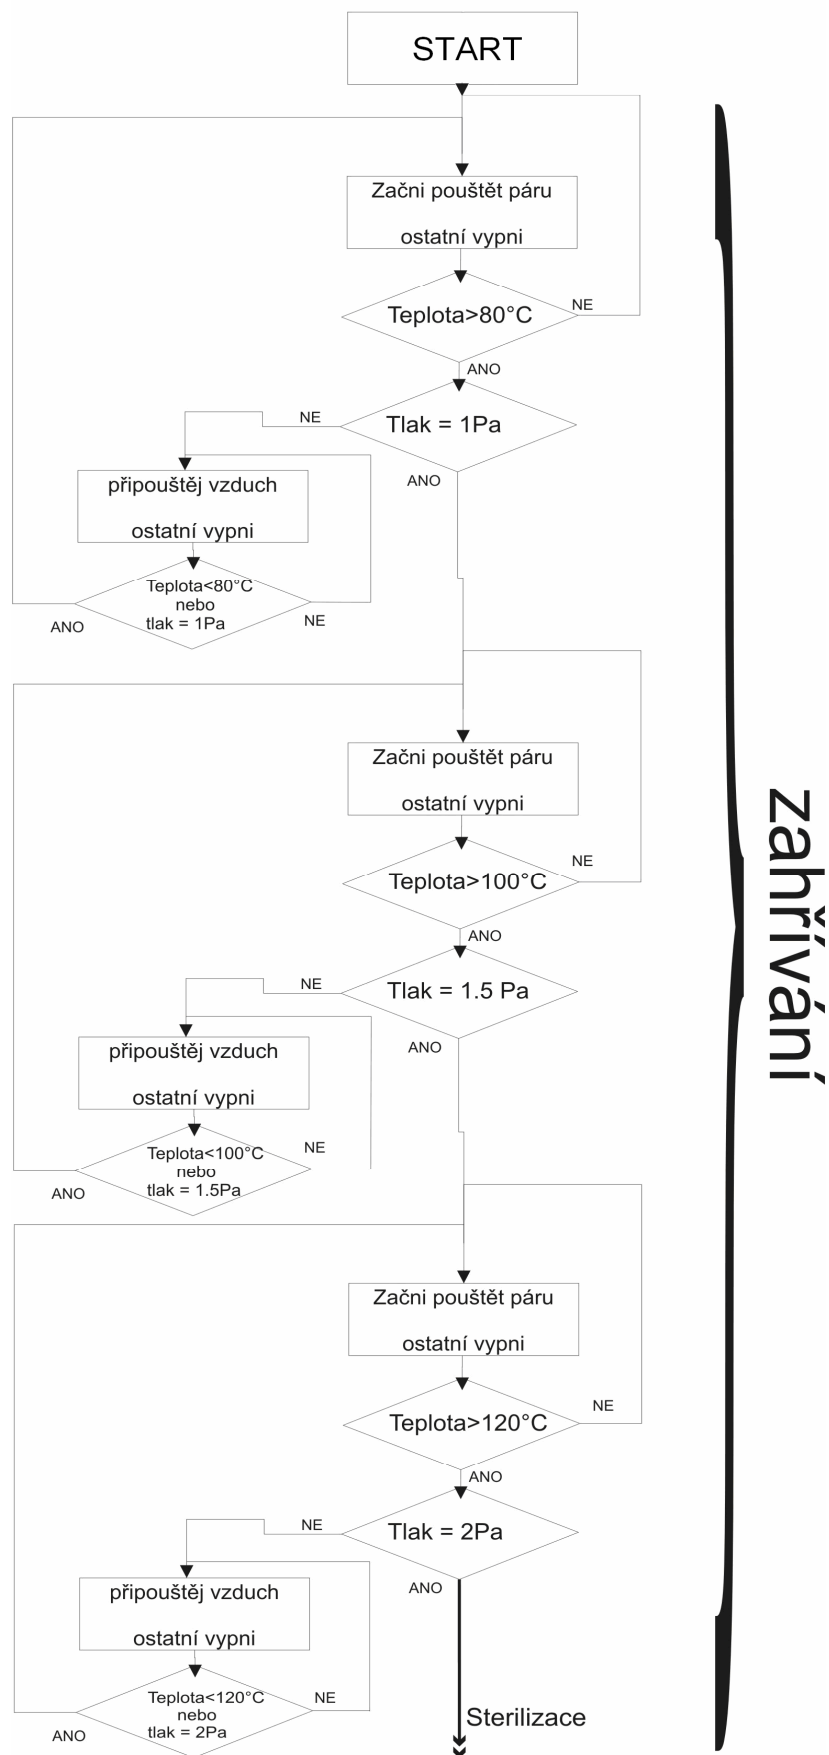 START
Začni pouštět páru
ostatní vypni
Teplota>80°C
NE
ANO
Tlak = 1Pa
NE
ANO
připouštěj vzduch
ostatní vypni
Teplota<80°C
nebo
tlak = 1Pa
ANO
NE
Začni pouštět páru
ostatní vypni
Teplota>100°C
NE
ANO
Tlak = 1.5 Pa
NE
ANO
připouštěj vzduch
ostatní vypni
Teplota<100°C
nebo
tlak = 1.5Pa
ANO
NE
Začni pouštět páru
ostatní vypni
Teplota>120°C
NE
ANO
Tlak = 2Pa
NE
ANO
připouštěj vzduch
ostatní vypni
Teplota<120°C
nebo
tlak = 2Pa
ANO
NE
Sterilizace
zahřívání